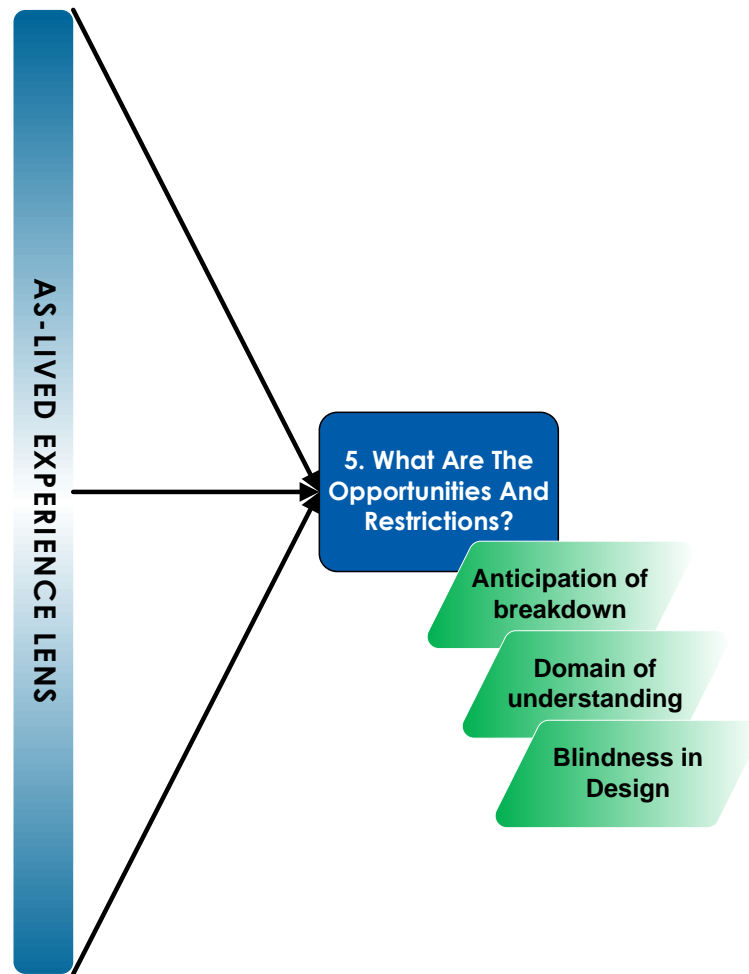 AS-LIVED EXPERIENCE LENS
5. What Are The
Opportunities And
Restrictions?
Anticipation of
breakdown
Domain of
understanding
Blindness in
Design